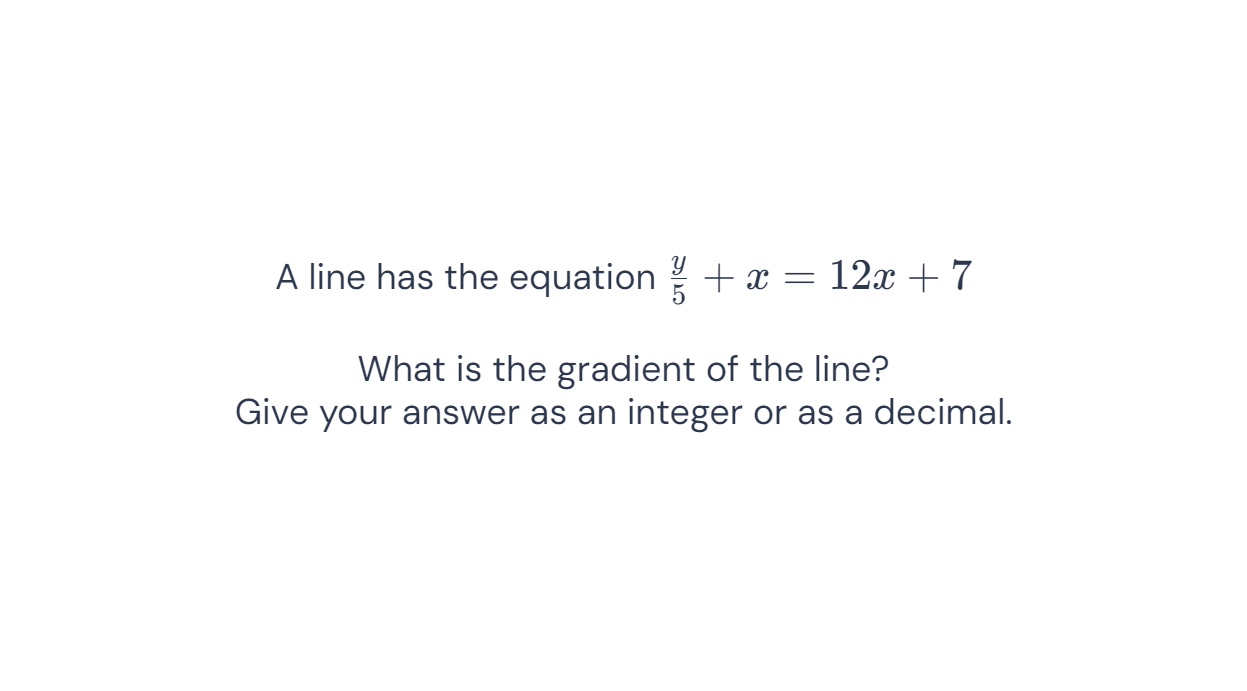 A line has the equation $\frac{y}{5} + x = 12x + 7$
What is the gradient of the line?
Give your answer as an integer or as a decimal.